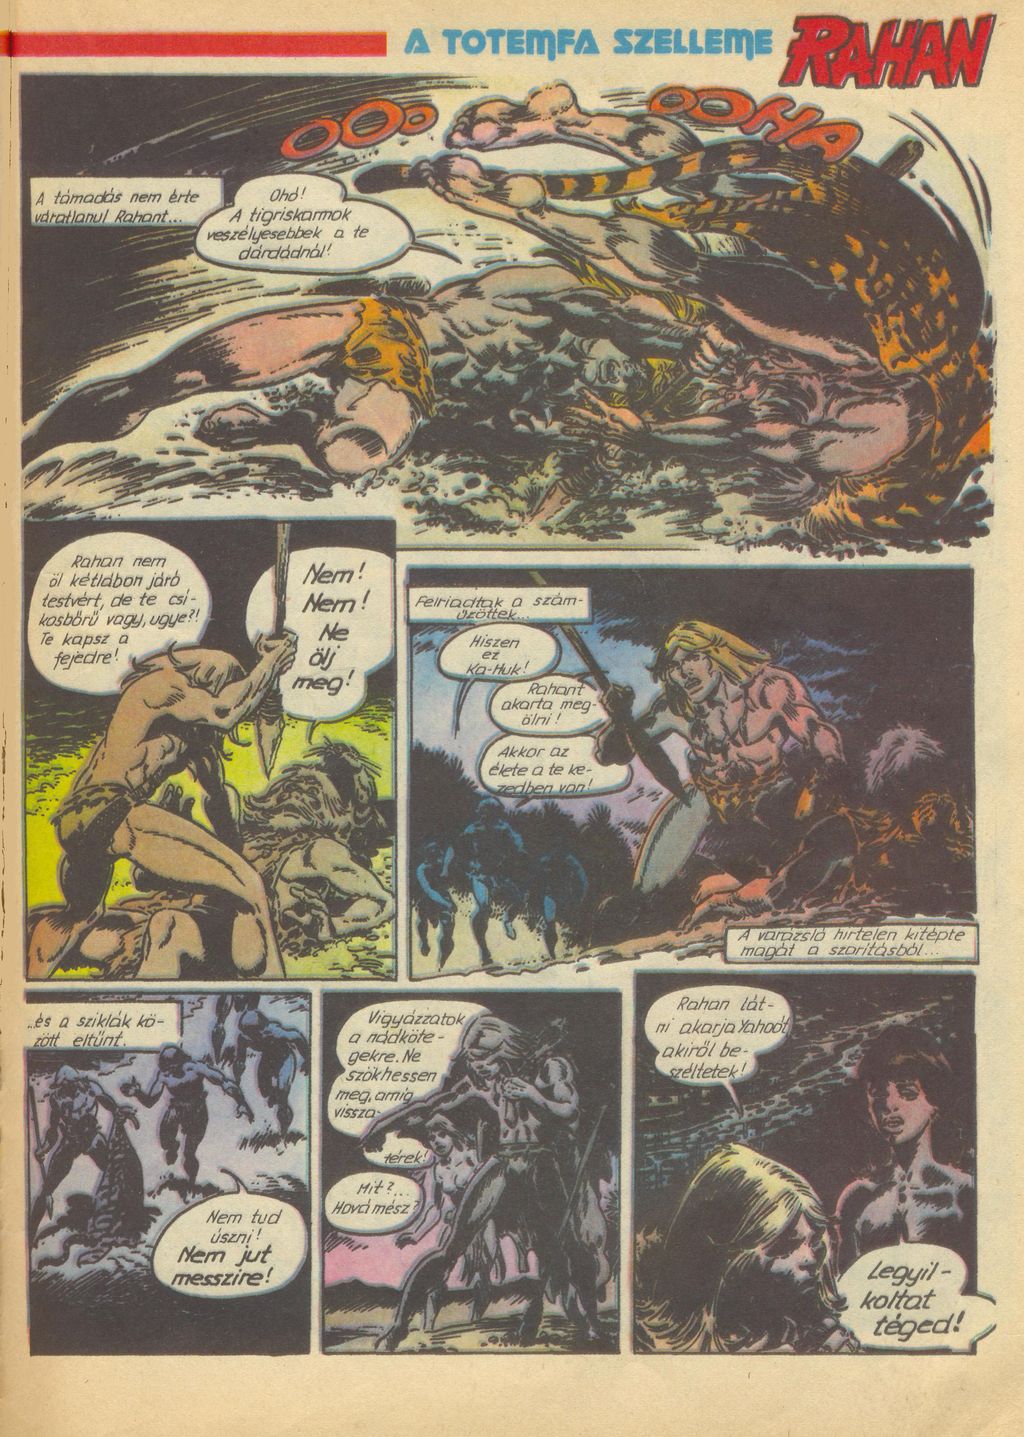 A TOTEMFA SZELLEME
RAHAN
OOO
OOHA
A támadás nem érte
váratlanul Rahant...
Ohó!
A tigriskarmok
veszélyesebbek a te
dárdádnál!
Rahan nem
öl kétlábon járó
testvért, de te csí-
kosbőrű vagy, ugye?!
Te kapsz a
fejedre!
Nem!
Nem!
Ne
ölj
meg!
Felriadtak a szám-
űzöttek...
Hiszen
ez
Ka-Huk!
Rahant
akarta meg-
ölni!
Akkor az
élete a te ke-
zedben van!
A varázsló hirtelen kitépte
magát a szorításból...
...és a sziklák kö-
zött eltűnt.
Nem tud
úszni!
Nem jut
messzire!
Vigyázzatok
a nádköte-
gekre. Ne
szökhessen
meg, amíg
vissza-
térek!
Mit?...
Hová mész?
Rahan lát-
ni akarja Yahoót
akiről be-
széltetek!
Legyil-
koltat
téged!